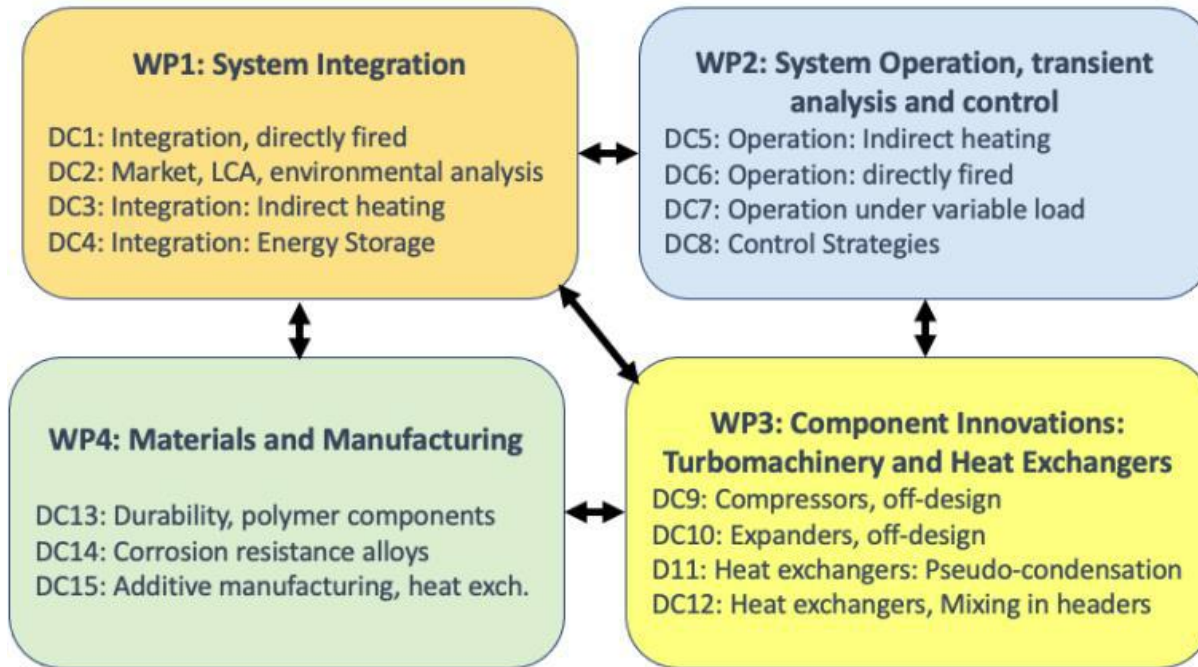 WP1: System Integration
DC1: Integration, directly fired
DC2: Market, LCA, environmental analysis
DC3: Integration: Indirect heating
DC4: Integration: Energy Storage
WP2: System Operation, transient
analysis and control
DC5: Operation: Indirect heating
DC6: Operation: directly fired
DC7: Operation under variable load
DC8: Control Strategies
WP4: Materials and Manufacturing
DC13: Durability, polymer components
DC14: Corrosion resistance alloys
DC15: Additive manufacturing, heat exch.
WP3: Component Innovations:
Turbomachinery and Heat Exchangers
DC9: Compressors, off-design
DC10: Expanders, off-design
D11: Heat exchangers: Pseudo-condensation
DC12: Heat exchangers, Mixing in headers